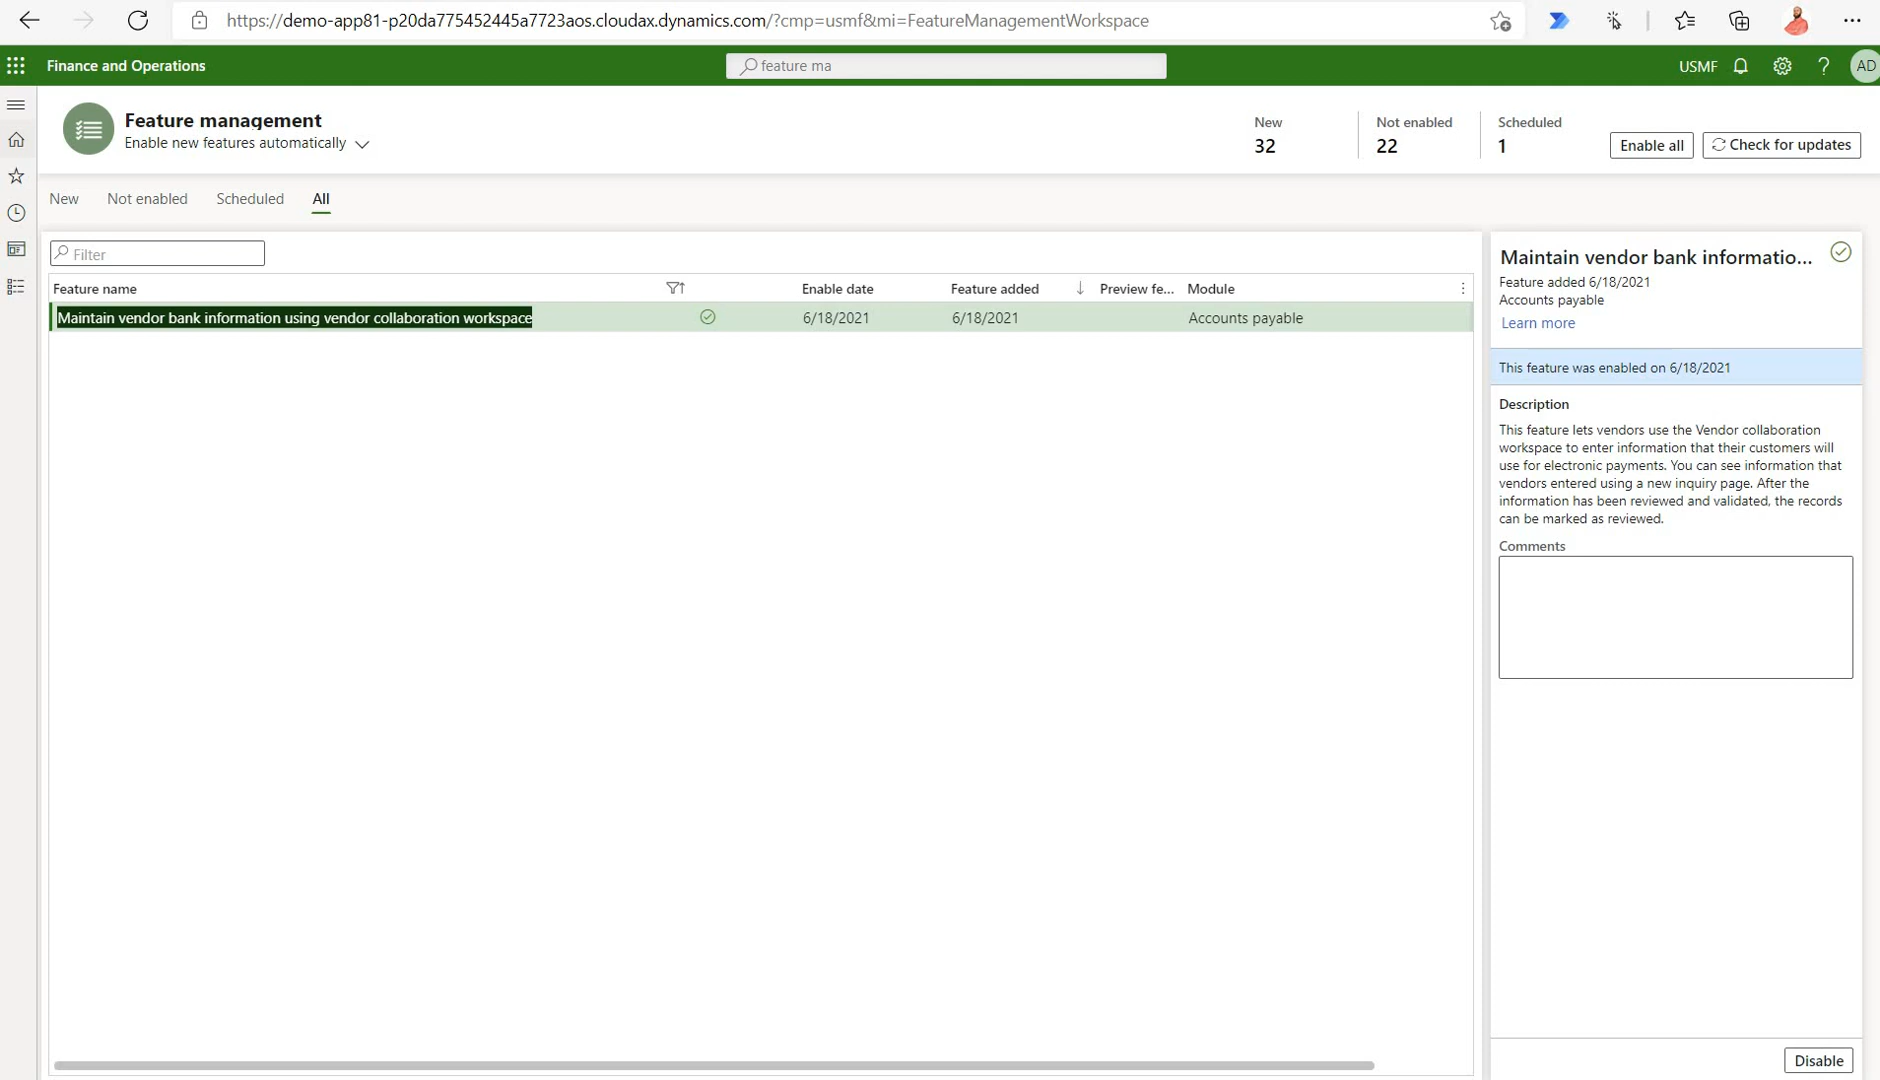 https://demo-app81-p20da775452445a7723aos.cloudax.dynamics.com/?cmp=usmf&mi=FeatureManagementWorkspace
Finance and Operations
feature ma
USMF
?
AD
Feature management
Enable new features automatically
New
32
Not enabled
22
Scheduled
1
Enable all
Check for updates
New
Not enabled
Scheduled
All
Filter
Feature name
Enable date
Feature added
Preview fe...
Module
Maintain vendor bank information using vendor collaboration workspace
6/18/2021
6/18/2021
Accounts payable
Maintain vendor bank informatio...
Feature added 6/18/2021
Accounts payable
Learn more
This feature was enabled on 6/18/2021
Description
This feature lets vendors use the Vendor collaboration
workspace to enter information that their customers will
use for electronic payments. You can see information that
vendors entered using a new inquiry page. After the
information has been reviewed and validated, the records
can be marked as reviewed.
Comments
Disable